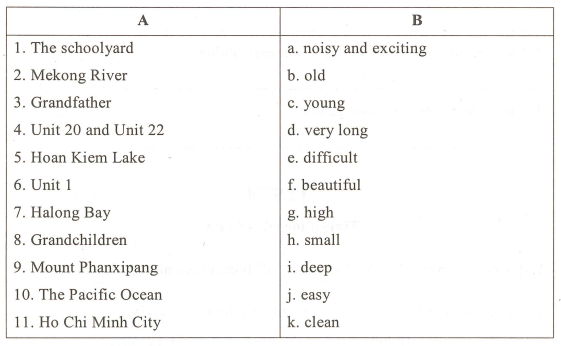 A B
1. The schoolyard a. noisy and exciting
2. Mekong River b. old
3. Grandfather c. young
4. Unit 20 and Unit 22 d. very long
5. Hoan Kiem Lake e. difficult
6. Unit 1 f. beautiful
7. Halong Bay g. high
8. Grandchildren h. small
9. Mount Phanxipang i. deep
10. The Pacific Ocean j. easy
11. Ho Chi Minh City k. clean